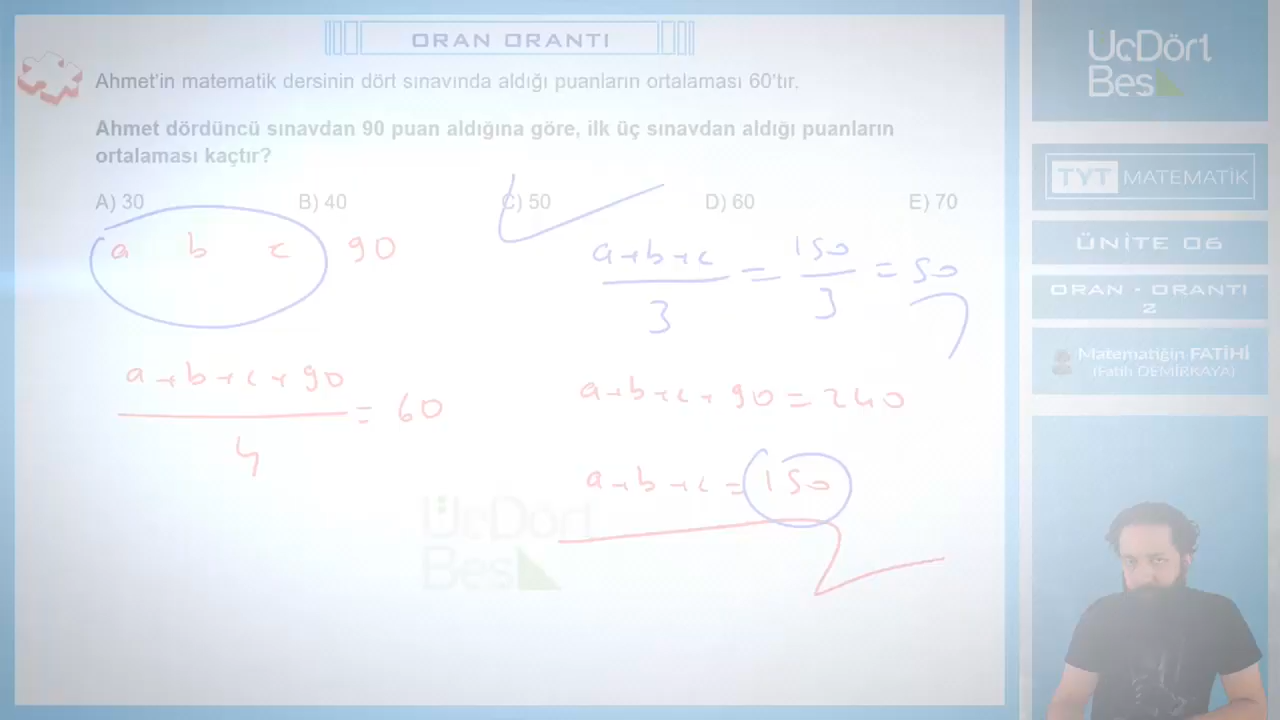 ORAN ORANTI
Ahmet'in matematik dersinin dört sınavında aldığı puanların ortalaması 60'tır.
Ahmet dördüncü sınavdan 90 puan aldığına göre, ilk üç sınavdan aldığı puanların
ortalaması kaçtır?
A) 30 B) 40 C) 50 D) 60 E) 70
a b c 90
a+b+c / 3 = 150 / 3 = 50
a+b+c+90 / 4 = 60
a+b+c+90=240
a+b+c=150
ÜçDört
Beş
ÜçDört
Beş
TYT MATEMATİK
ÜNİTE 06
ORAN - ORANTI
2
Matematiğin FATİHİ
(Fatih DEMİRKAYA)